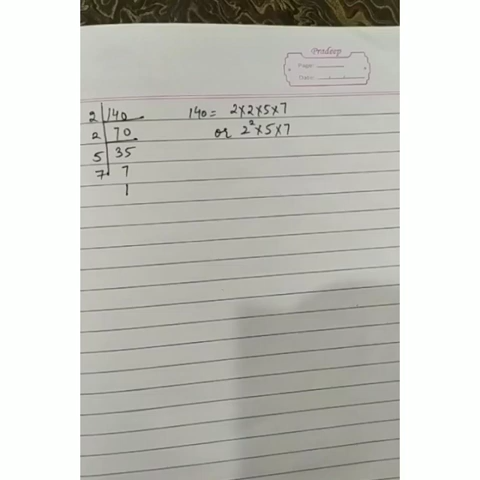 Pradeep
Page:
Date:
2 140 140 = 2×2×5×7
2 70 or 2²×5×7
5 35
7 7
1